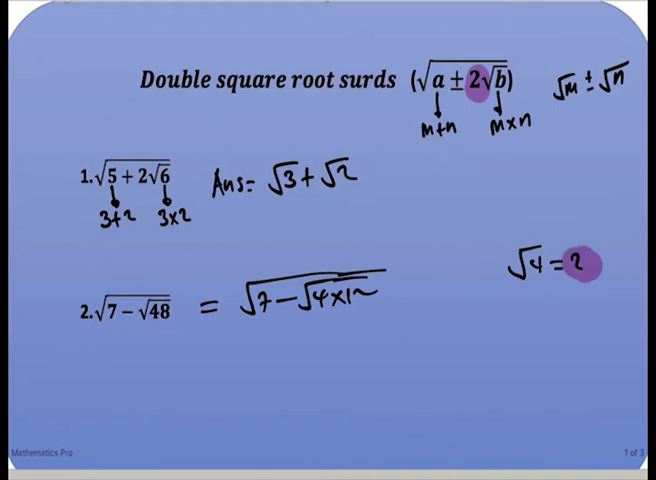 Double square root surds (√(a ± 2√b)) √m ± √n
m+n m×n
1.√(5 + 2√6) Ans= √3 + √2
3+2 3×2
√4 = 2
2.√(7 − √48) = √(7 − √(4×12))
Mathematics Pro 1 of 3